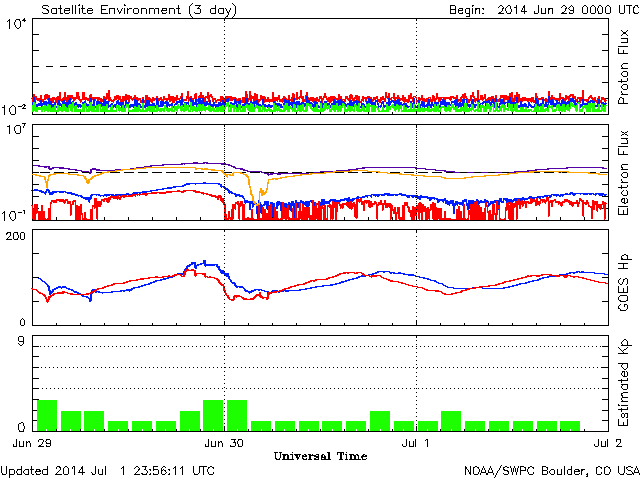 Satellite Environment (3 day)
Begin: 2014 Jun 29 0000 UTC
10⁴
10⁻²
Proton Flux
10⁷
10⁻¹
Electron Flux
200
0
GOES Hp
9
0
Estimated Kp
Jun 29
Jun 30
Jul 1
Jul 2
Universal Time
Updated 2014 Jul 1 23:56:11 UTC
NOAA/SWPC Boulder, CO USA